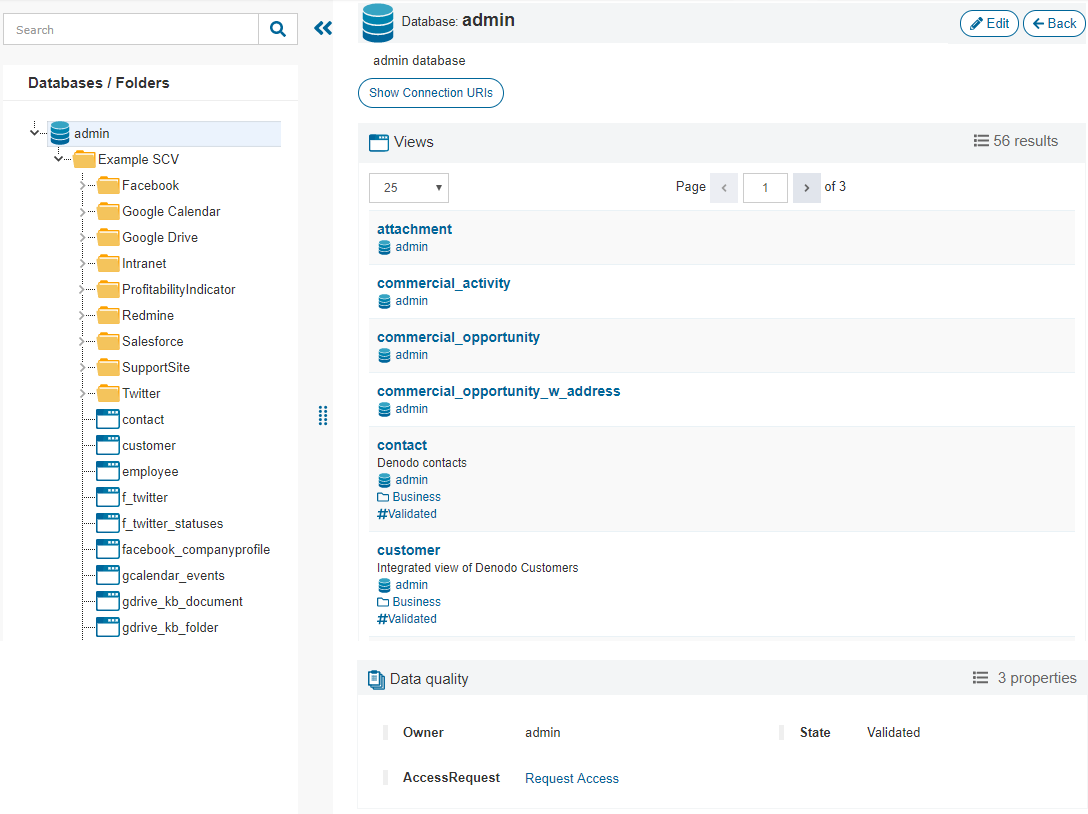 Search
Databases / Folders
admin
Example SCV
Facebook
Google Calendar
Google Drive
Intranet
ProfitabilityIndicator
Redmine
Salesforce
SupportSite
Twitter
contact
customer
employee
f_twitter
f_twitter_statuses
facebook_companyprofile
gcalendar_events
gdrive_kb_document
gdrive_kb_folder
Database: admin
Edit
Back
admin database
Show Connection URIs
Views
56 results
25
Page 1 of 3
attachment
admin
commercial_activity
admin
commercial_opportunity
admin
commercial_opportunity_w_address
admin
contact
Denodo contacts
admin
Business
#Validated
customer
Integrated view of Denodo Customers
admin
Business
#Validated
Data quality
3 properties
Owner admin
State Validated
AccessRequest Request Access